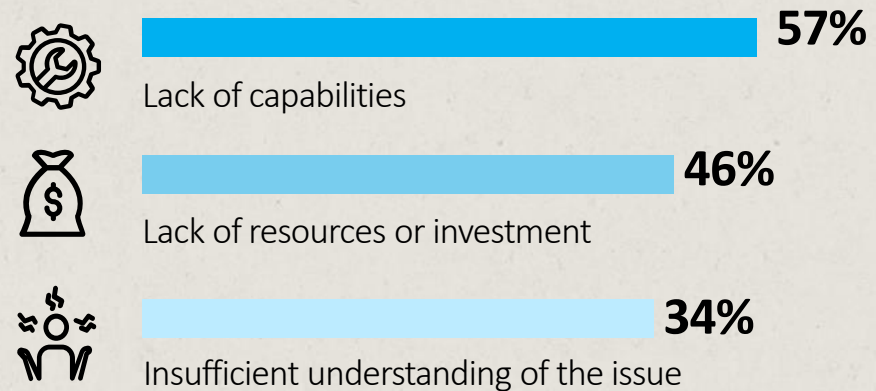 57%
Lack of capabilities
$
46%
Lack of resources or investment
34%
Insufficient understanding of the issue